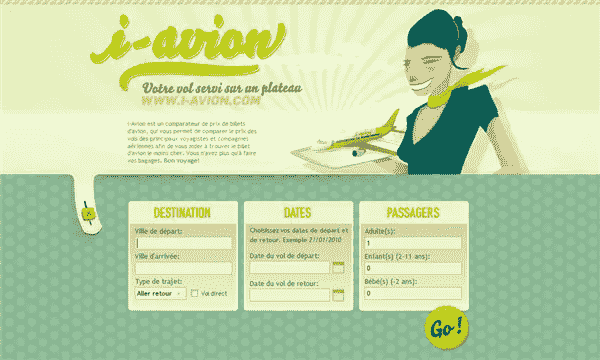 i-avion
Votre vol servi sur un plateau
WWW.I-AVION.COM
I-Avion est un comparateur de prix de billets
d'avion, qui vous permet de comparer le prix des
vols des principaux voyagistes et compagnies
aériennes afin de vous aider à trouver le billet
d'avion le moins cher. Vous n'avez plus qu'à faire
vos bagages. Bon voyage!
DESTINATION
Ville de départ:
Ville d'arrivée:
Type de trajet:
Aller retour
Vol direct
DATES
Choisissez vos dates de départ et
de retour. Exemple 21/01/2010
Date du vol de départ:
Date du vol de retour:
PASSAGERS
Adulte(s):
1
Enfant(s) (2-11 ans):
0
Bébé(s) (-2 ans):
0
Go!